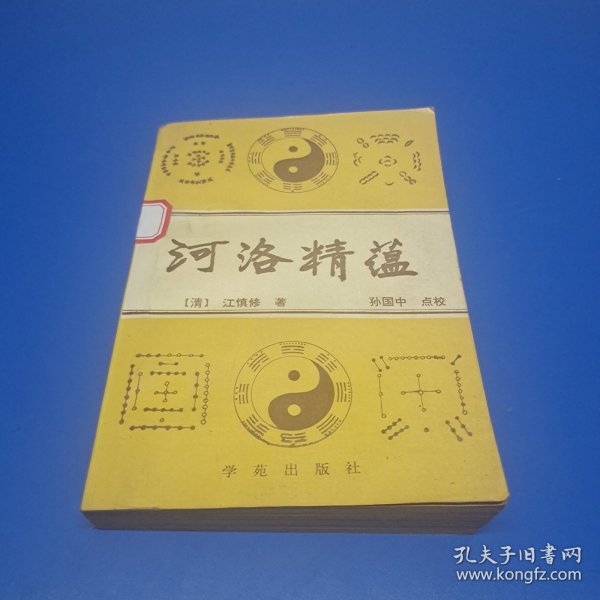 河洛精蕴
[清] 江慎修 著 孙国中 点校
学苑出版社
孔夫子旧书网
www.kongfz.com